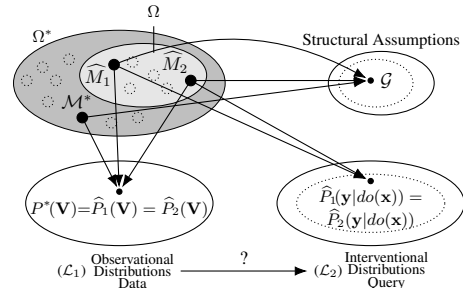 Ω
Ω*
Structural Assumptions
M̂₁
M̂₂
𝒢
ℳ*
P*(V)=P̂₁(V) = P̂₂(V)
P̂₁(y|do(x)) =
P̂₂(y|do(x))
(ℒ₁) Observational
Distributions
Data
?
(ℒ₂) Interventional
Distributions
Query